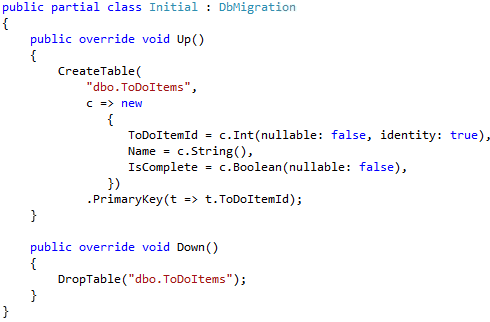 public partial class Initial : DbMigration
{
    public override void Up()
    {
        CreateTable(
            "dbo.ToDoItems",
            c => new
                {
                    ToDoItemId = c.Int(nullable: false, identity: true),
                    Name = c.String(),
                    IsComplete = c.Boolean(nullable: false),
                })
            .PrimaryKey(t => t.ToDoItemId);
    }

    public override void Down()
    {
        DropTable("dbo.ToDoItems");
    }
}